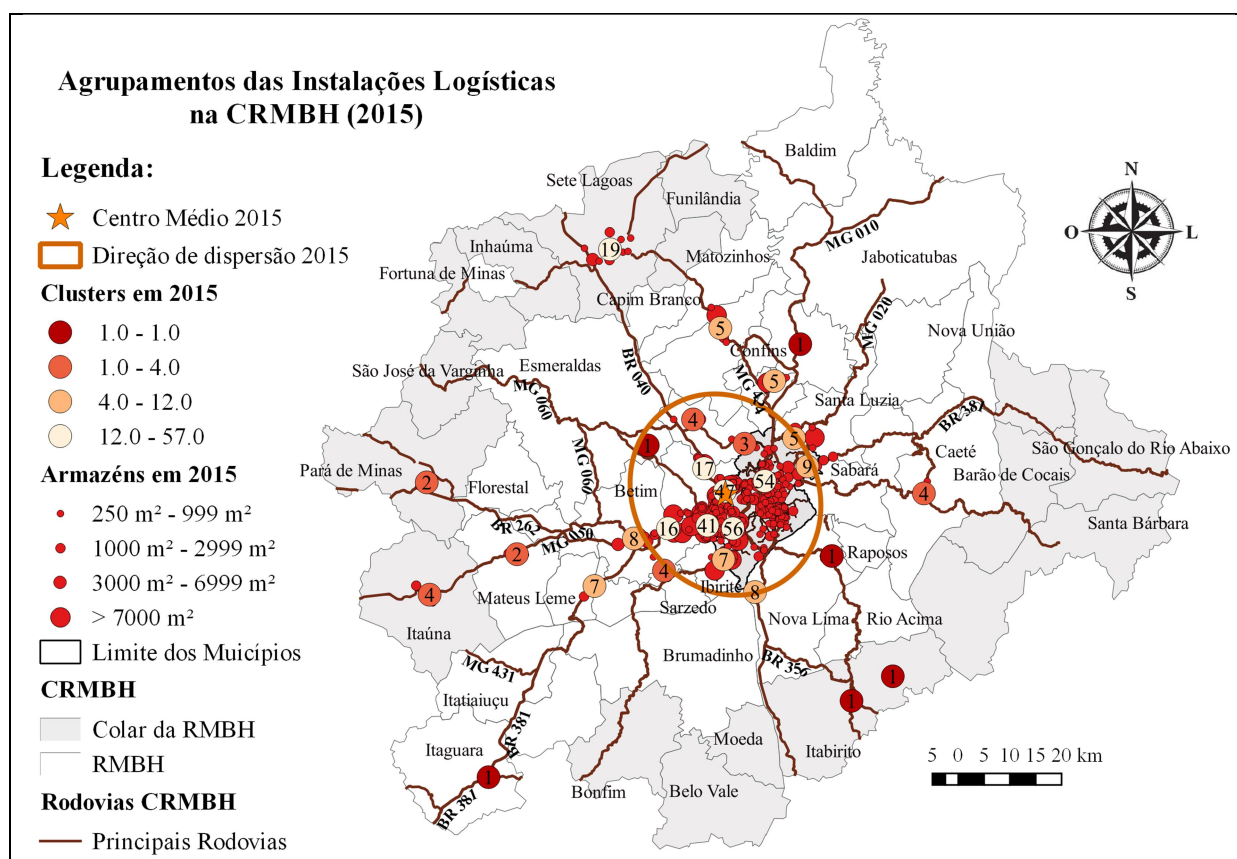 Agrupamentos das Instalações Logísticas
na CRMBH (2015)
Legenda:
Centro Médio 2015
Direção de dispersão 2015
Clusters em 2015
1.0 - 1.0
1.0 - 4.0
4.0 - 12.0
12.0 - 57.0
Armazéns em 2015
250 m² - 999 m²
1000 m² - 2999 m²
3000 m² - 6999 m²
> 7000 m²
Limite dos Muicípios
CRMBH
Colar da RMBH
RMBH
Rodovias CRMBH
Principais Rodovias
N
O
L
S
Baldim
Sete Lagoas
Funilândia
MG 010
Inhaúma
19
Matozinhos
Jaboticatubas
Fortuna de Minas
Capim Branco
MG 020
5
Nova União
1
Confins
Esmeraldas
BR 040
São José da Varginha
MG 060
MG 424
5
Santa Luzia
BR 381
4
3
5
1
São Gonçalo do Rio Abaixo
Caeté
Pará de Minas
MG 060
17
9
Sabará
Barão de Cocais
2
Florestal
Betim
47
54
4
Santa Bárbara
BR 262
MG 050
16
41
56
8
2
7
1
Raposos
4
4
7
Ibirité
8
Mateus Leme
Sarzedo
Nova Lima
Rio Acima
Itaúna
Brumadinho
BR 356
MG 431
1
Itatiaiuçu
1
BR 381
Itaguara
Moeda
Itabirito
1
Bonfim
Belo Vale
BR 381
5 0 5 10 15 20 km